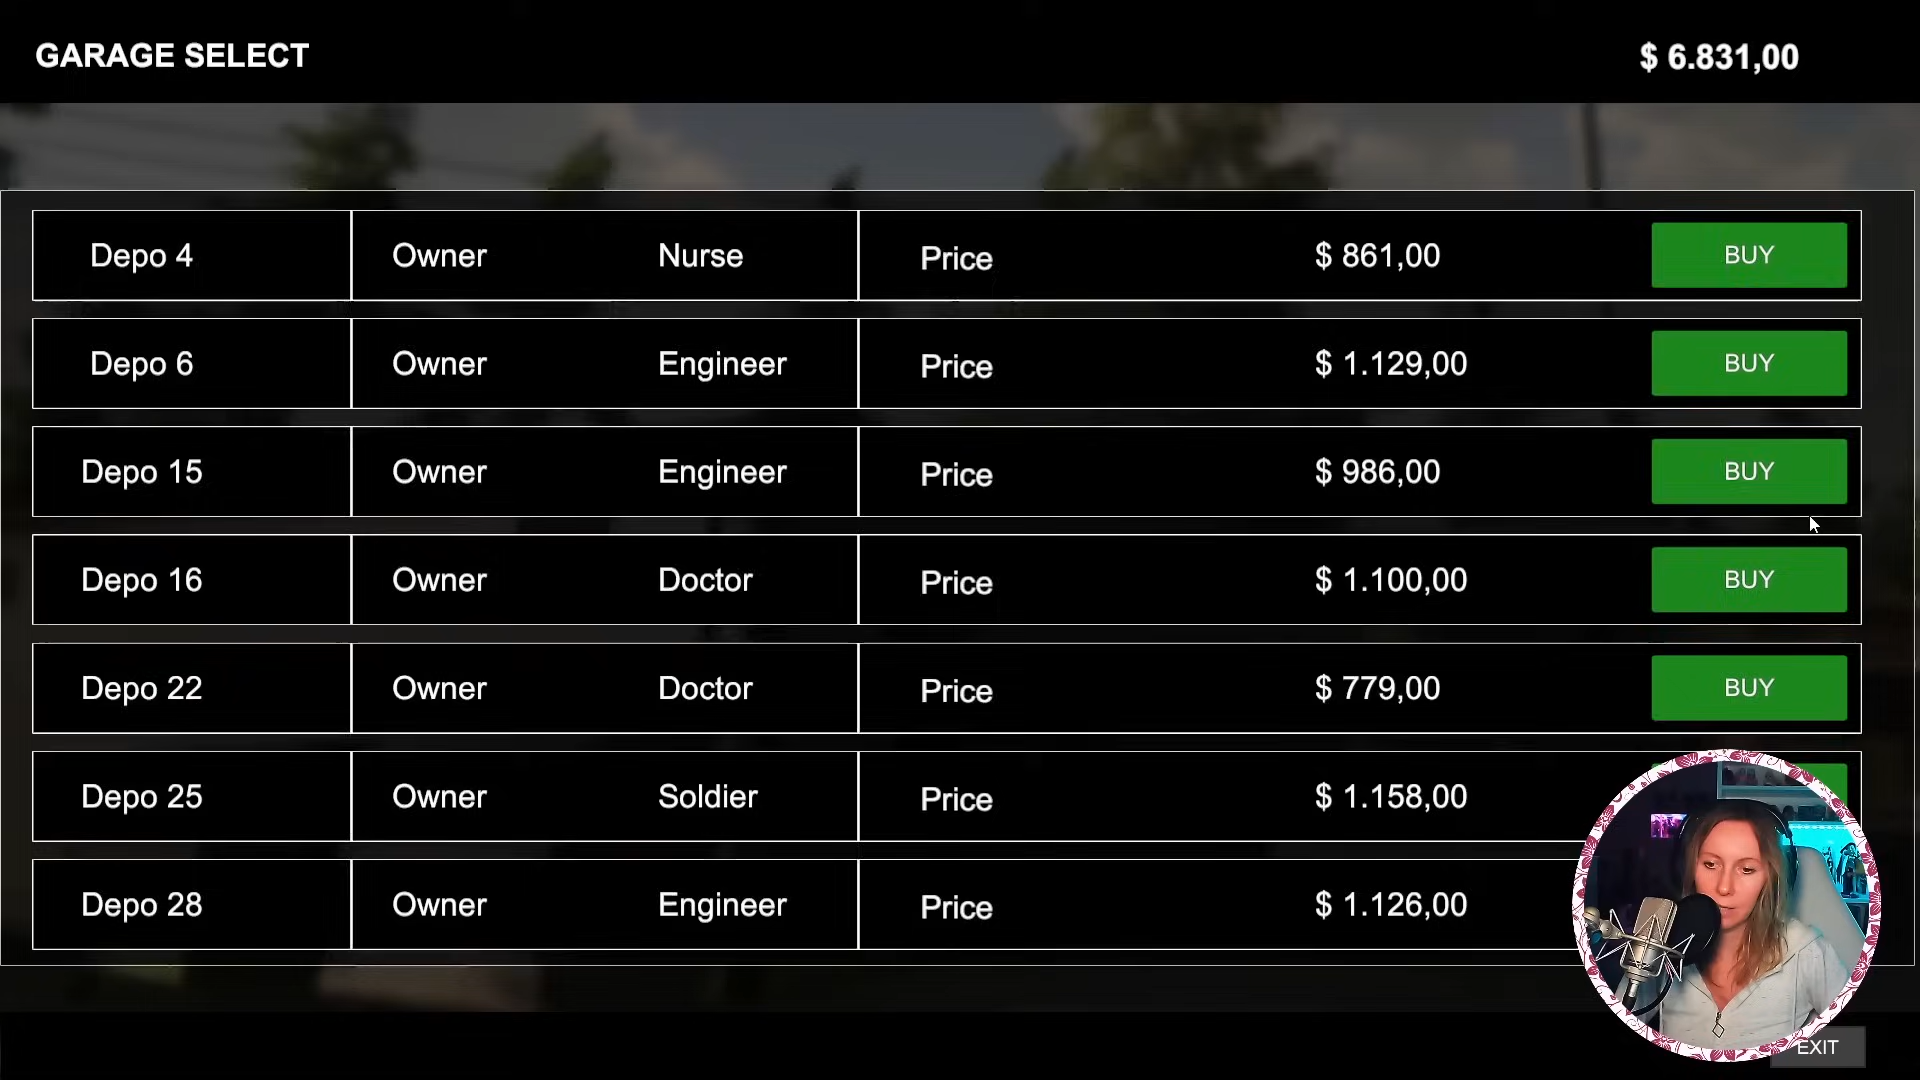 GARAGE SELECT $ 6.831,00
Depo 4 Owner Nurse Price $ 861,00 BUY
Depo 6 Owner Engineer Price $ 1.129,00 BUY
Depo 15 Owner Engineer Price $ 986,00 BUY
Depo 16 Owner Doctor Price $ 1.100,00 BUY
Depo 22 Owner Doctor Price $ 779,00 BUY
Depo 25 Owner Soldier Price $ 1.158,00
Depo 28 Owner Engineer Price $ 1.126,00
EXIT